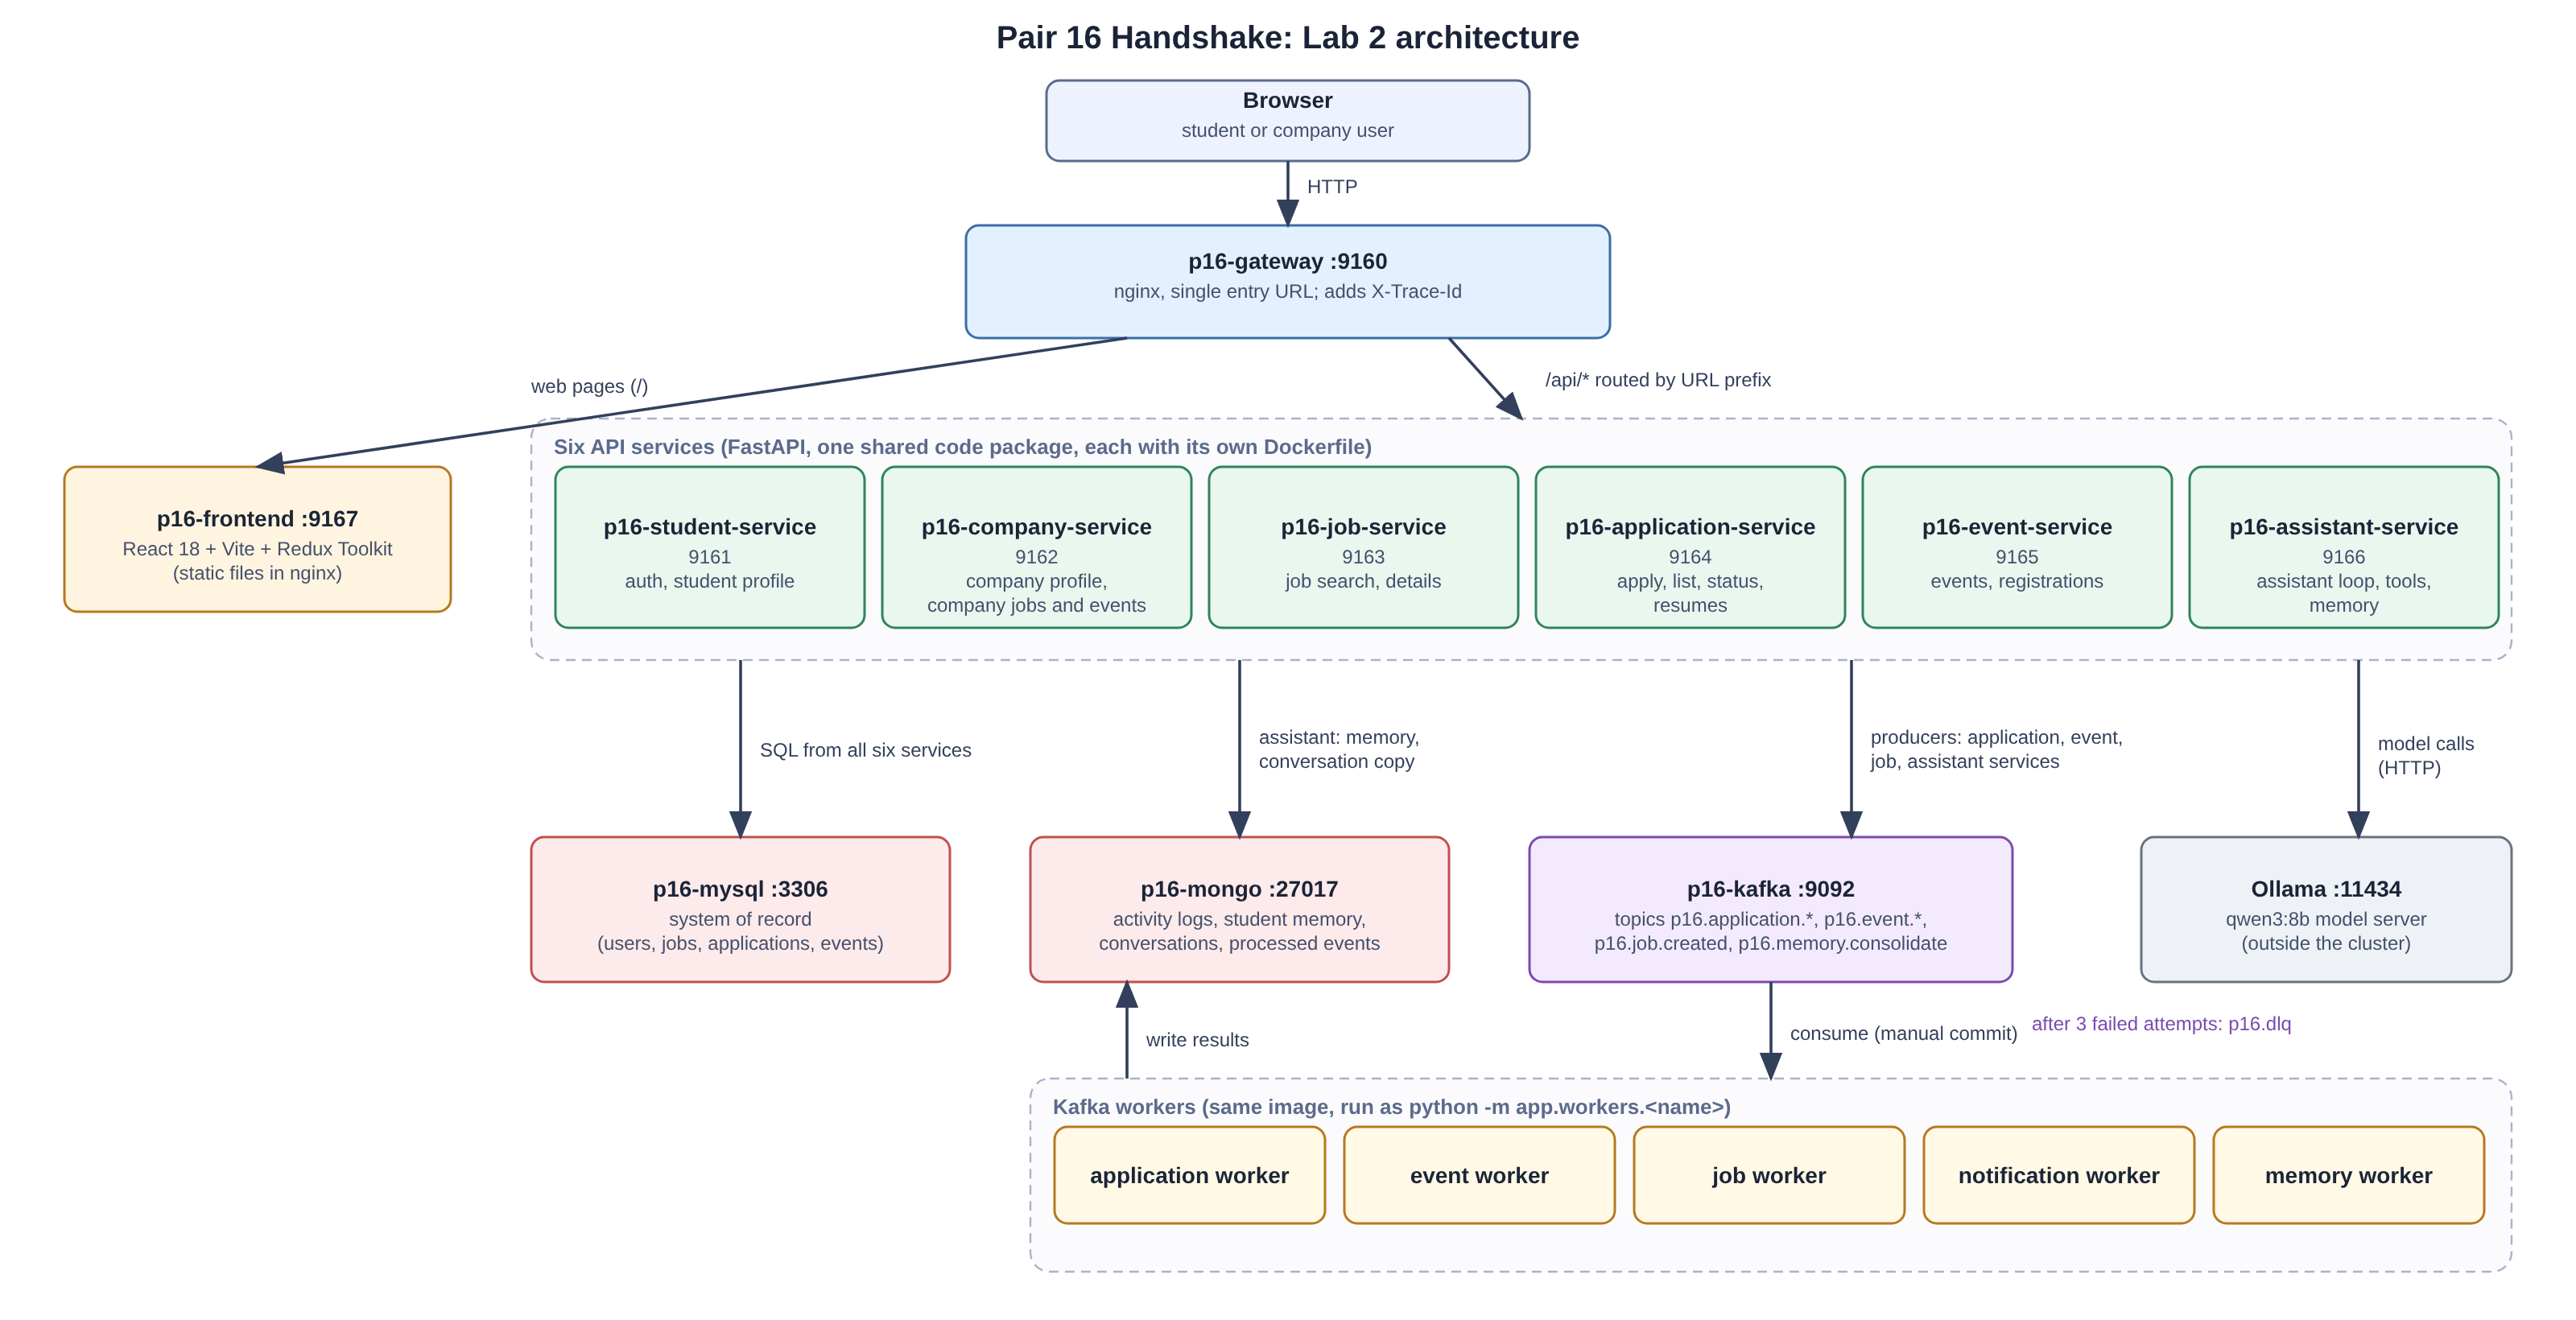 Pair 16 Handshake: Lab 2 architecture
Browser
student or company user
HTTP
p16-gateway :9160
nginx, single entry URL; adds X-Trace-Id
web pages (/)
/api/* routed by URL prefix
Six API services (FastAPI, one shared code package, each with its own Dockerfile)
p16-frontend :9167
React 18 + Vite + Redux Toolkit
(static files in nginx)
p16-student-service
9161
auth, student profile
p16-company-service
9162
company profile,
company jobs and events
p16-job-service
9163
job search, details
p16-application-service
9164
apply, list, status,
resumes
p16-event-service
9165
events, registrations
p16-assistant-service
9166
assistant loop, tools,
memory
SQL from all six services
assistant: memory,
conversation copy
producers: application, event,
job, assistant services
model calls
(HTTP)
p16-mysql :3306
system of record
(users, jobs, applications, events)
p16-mongo :27017
activity logs, student memory,
conversations, processed events
p16-kafka :9092
topics p16.application.*, p16.event.*,
p16.job.created, p16.memory.consolidate
Ollama :11434
qwen3:8b model server
(outside the cluster)
write results
consume (manual commit)
after 3 failed attempts: p16.dlq
Kafka workers (same image, run as python -m app.workers.<name>)
application worker
event worker
job worker
notification worker
memory worker